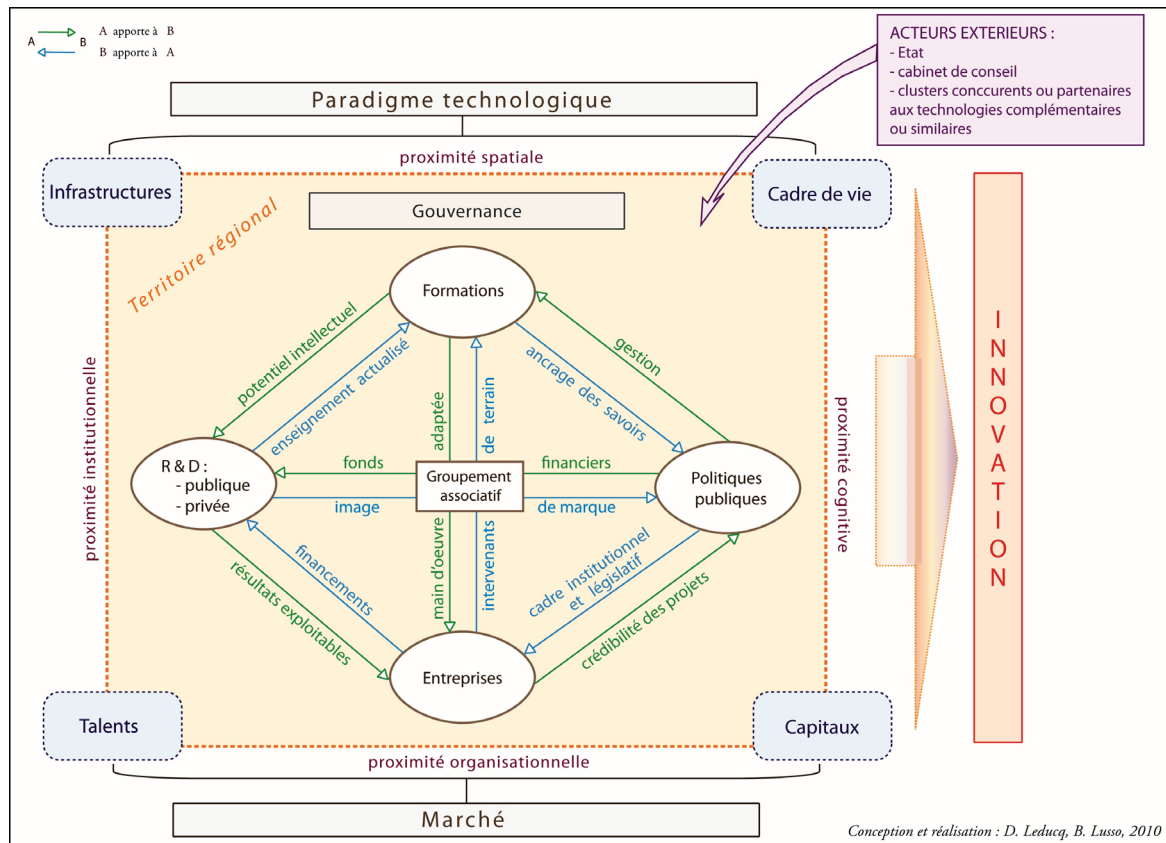 A B
A apporte à B
B apporte à A
ACTEURS EXTERIEURS :
- Etat
- cabinet de conseil
- clusters conccurents ou partenaires
aux technologies complémentaires
ou similaires
Paradigme technologique
proximité spatiale
Infrastructures
Cadre de vie
Gouvernance
Territoire régional
Formations
potentiel intellectuel
enseignement actualisé
adaptée
de terrain
ancrage des savoirs
gestion
proximité institutionnelle
proximité cognitive
INNOVATION
R & D :
- publique
- privée
fonds
financiers
Groupement
associatif
image
de marque
Politiques
publiques
résultats exploitables
financements
main d'oeuvre
intervenants
cadre institutionnel
et législatif
crédibilité des projets
Entreprises
Talents
Capitaux
proximité organisationnelle
Marché
Conception et réalisation : D. Leducq, B. Lusso, 2010